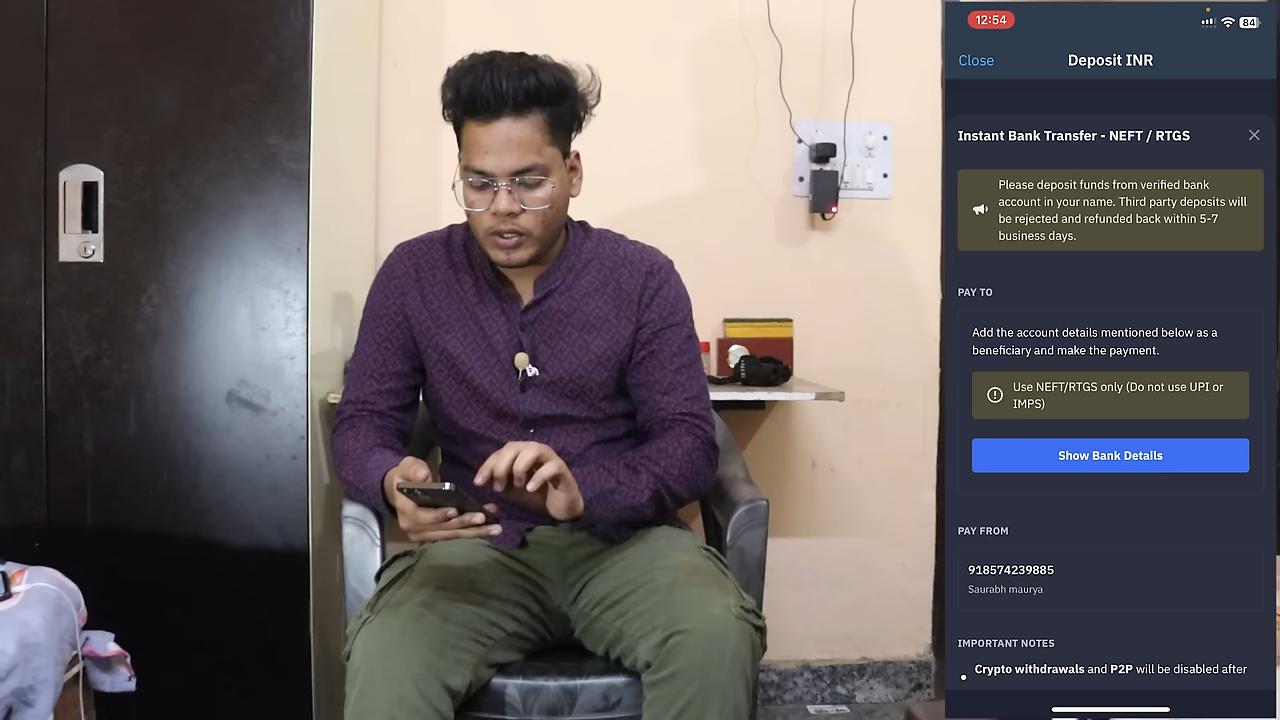 12:54
84
Close
Deposit INR
Instant Bank Transfer - NEFT / RTGS
Please deposit funds from verified bank
account in your name. Third party deposits will
be rejected and refunded back within 5-7
business days.
PAY TO
Add the account details mentioned below as a
beneficiary and make the payment.
Use NEFT/RTGS only (Do not use UPI or
IMPS)
Show Bank Details
PAY FROM
918574239885
Saurabh maurya
IMPORTANT NOTES
Crypto withdrawals and P2P will be disabled after